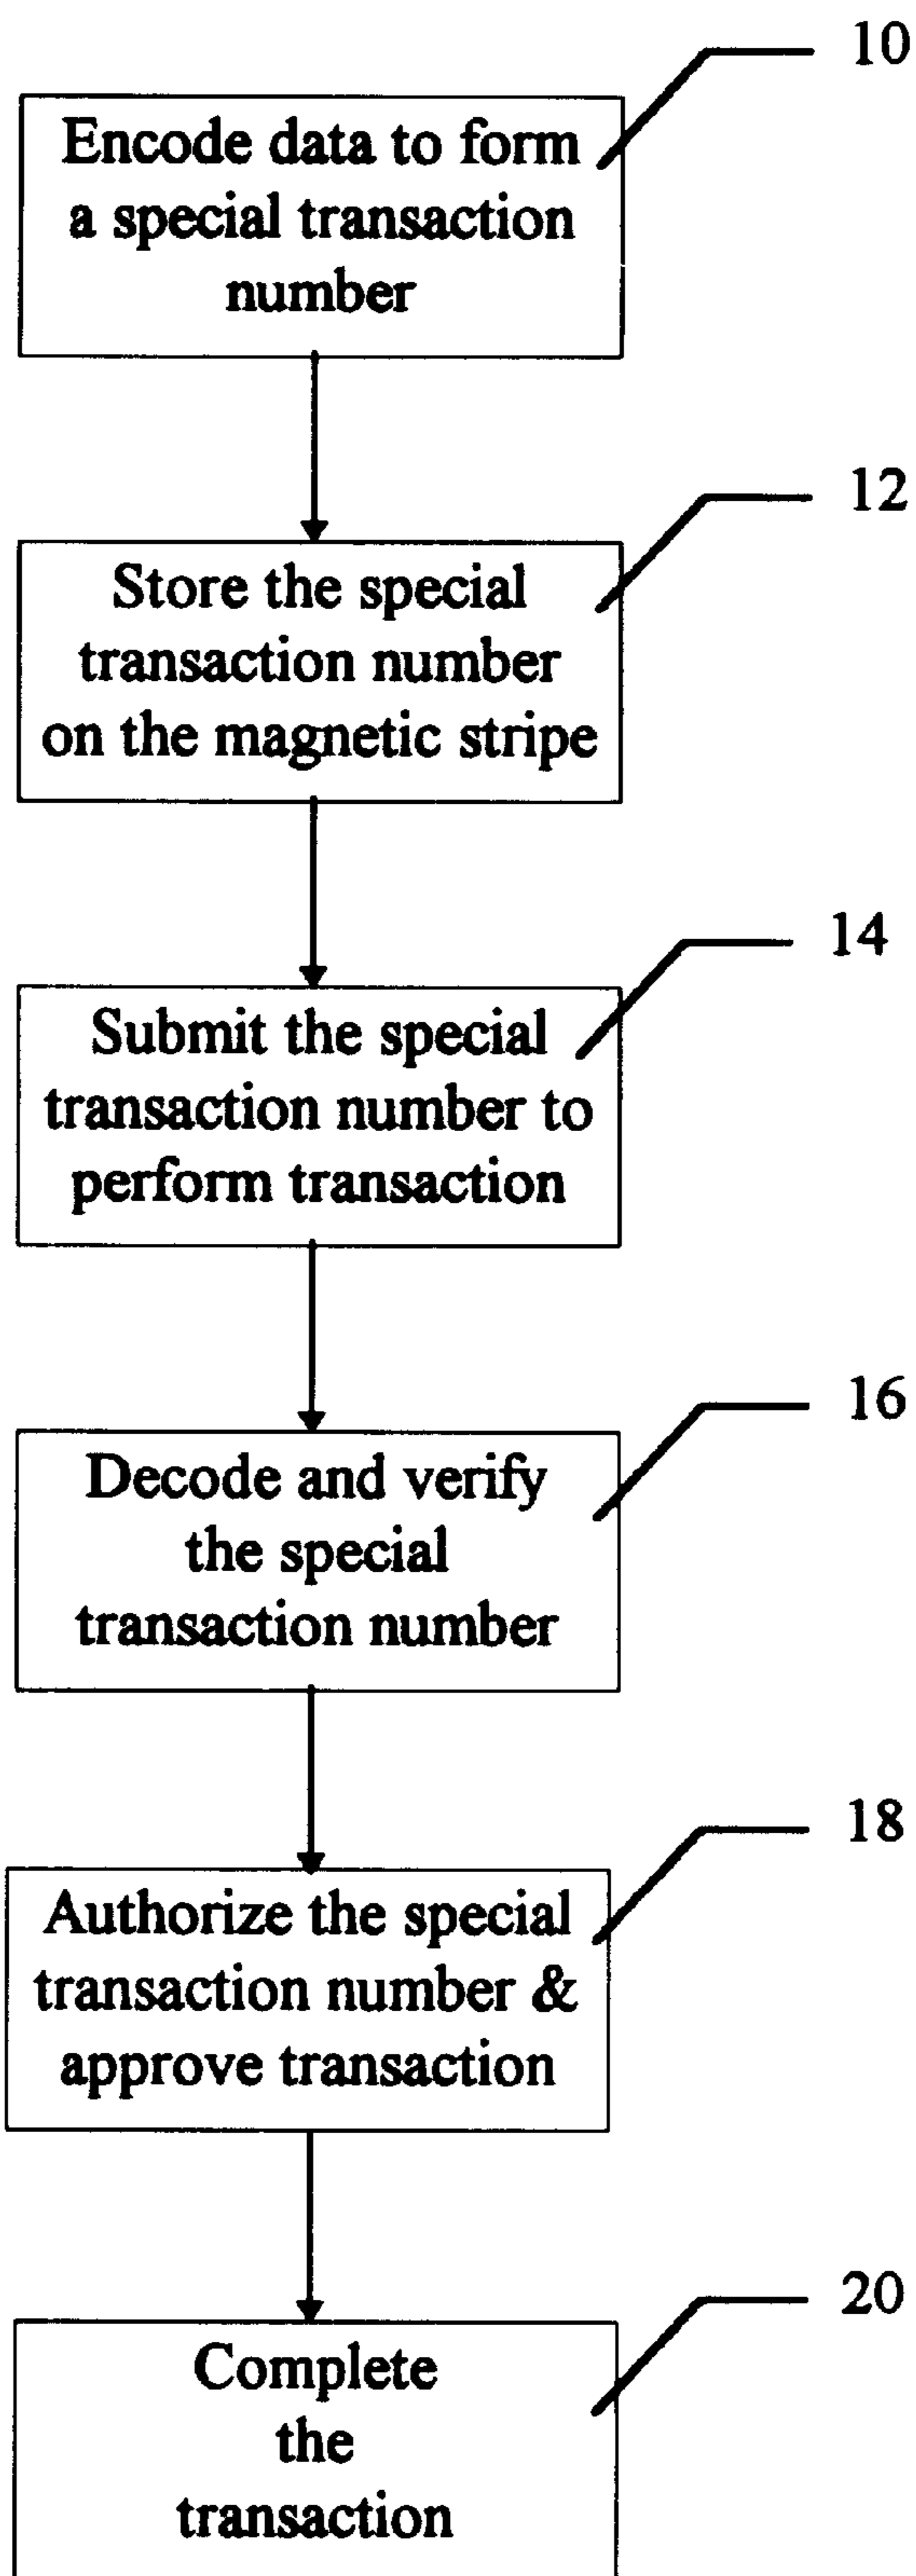 10
Encode data to form
a special transaction
number
12
Store the special
transaction number
on the magnetic stripe
14
Submit the special
transaction number to
perform transaction
16
Decode and verify
the special
transaction number
18
Authorize the special
transaction number &
approve transaction
20
Complete
the
transaction